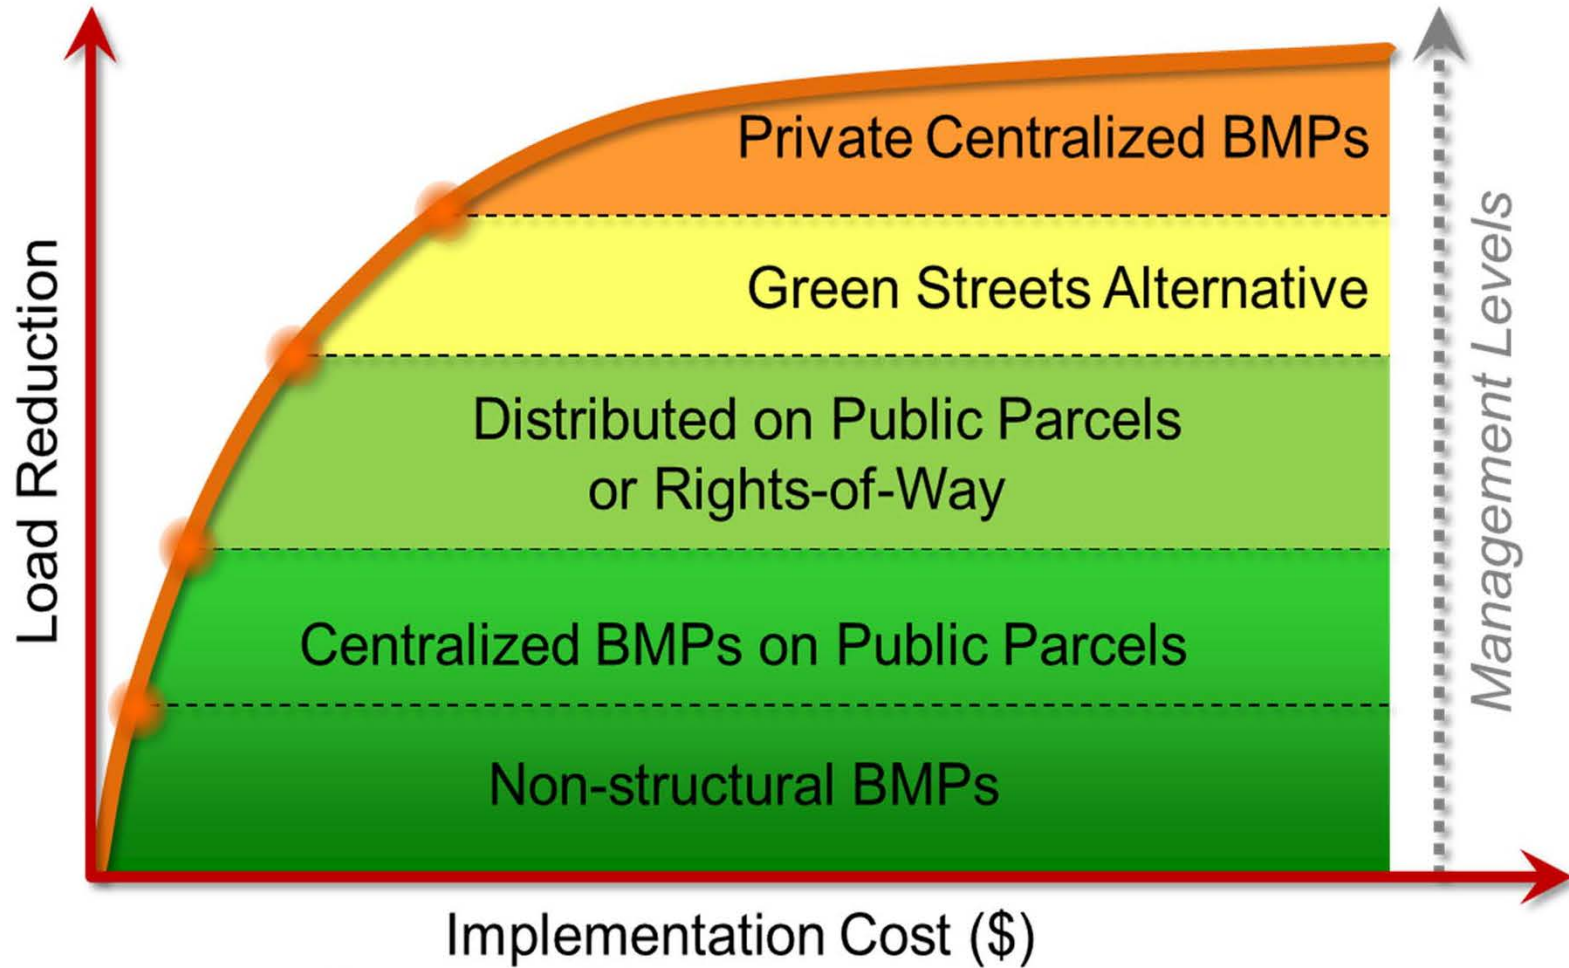 Private Centralized BMPs
Green Streets Alternative
Distributed on Public Parcels
or Rights-of-Way
Centralized BMPs on Public Parcels
Non-structural BMPs
Load Reduction
Management Levels
Implementation Cost ($)